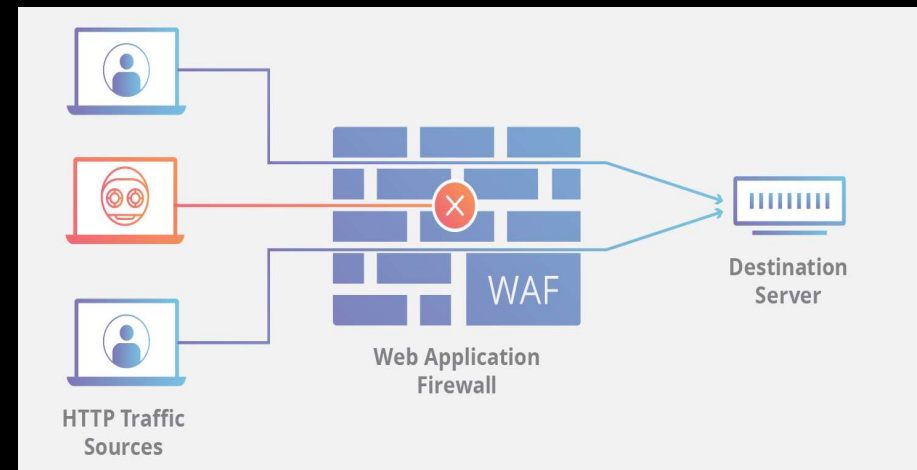 WAF
Web Application
Firewall
Destination
Server
HTTP Traffic
Sources